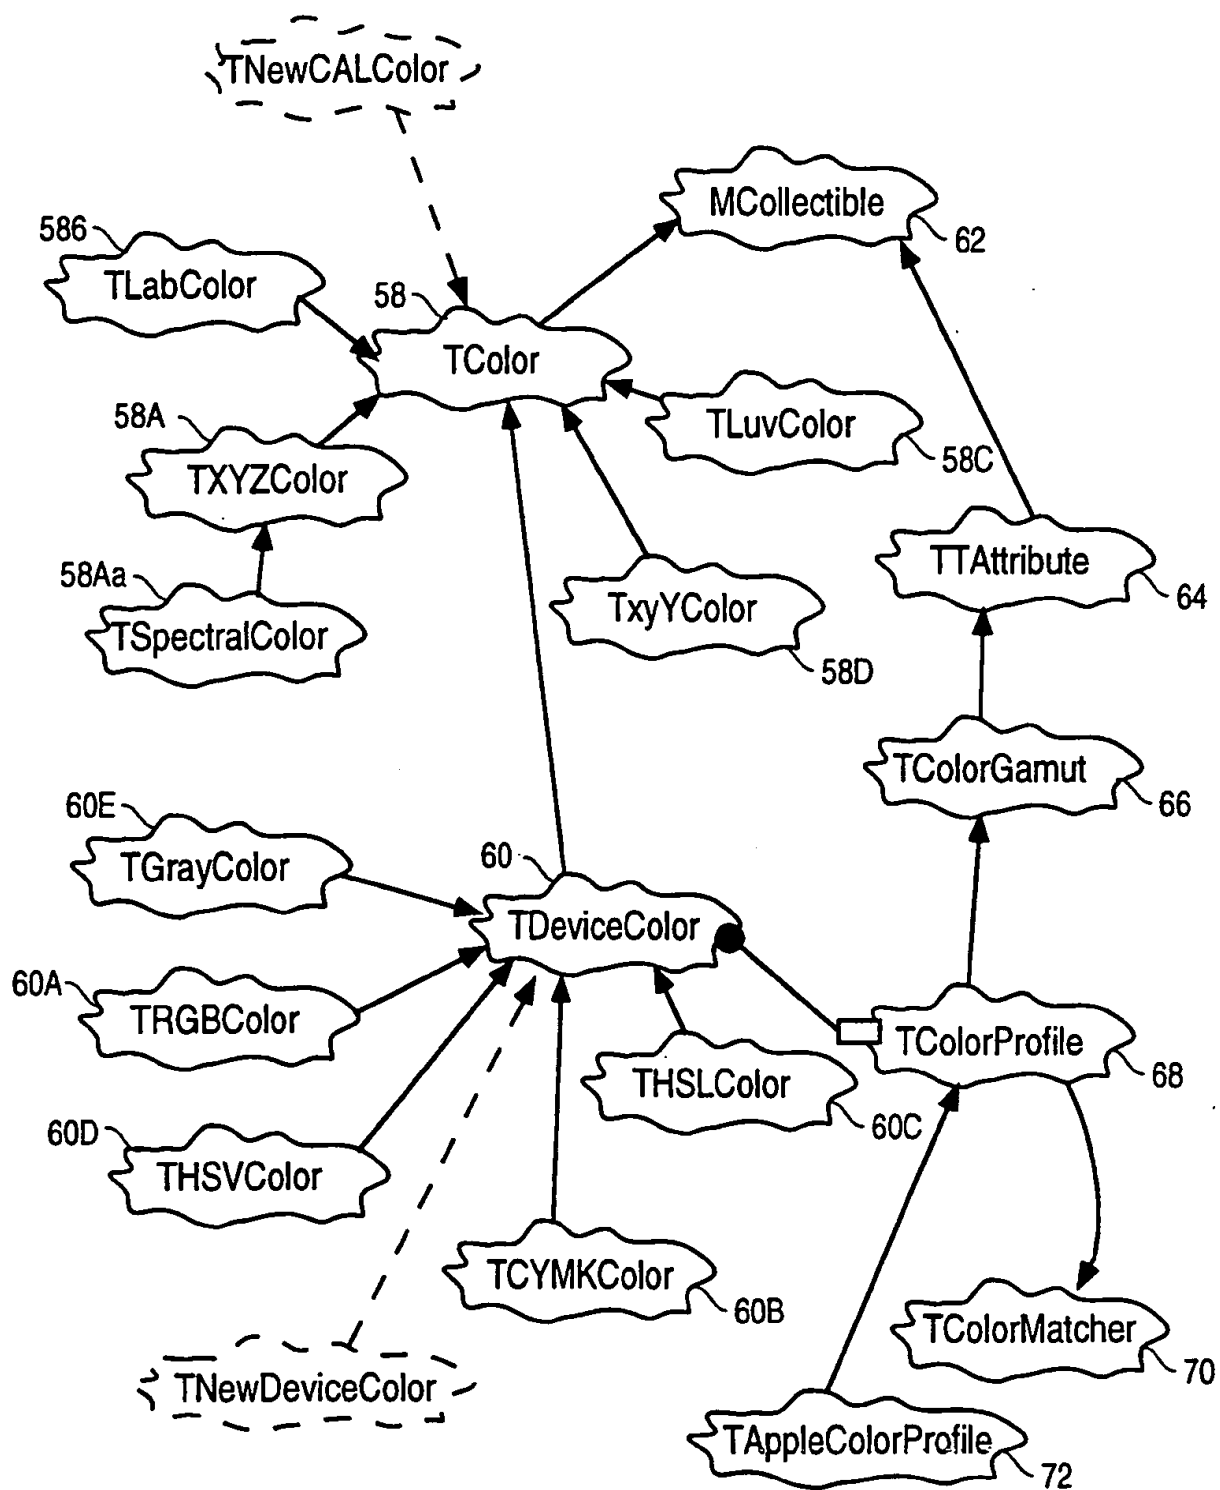 TNewCALColor
MCollectible
62
586
TLabColor
58
TColor
58A
TLuvColor
58C
TXYZColor
58Aa
TSpectralColor
TxyYColor
58D
TTAttribute
64
TColorGamut
66
60E
TGrayColor
60
TDeviceColor
60A
TRGBColor
TColorProfile
68
THSLColor
60C
60D
THSVColor
TCYMKColor
60B
TColorMatcher
70
TNewDeviceColor
TAppleColorProfile
72